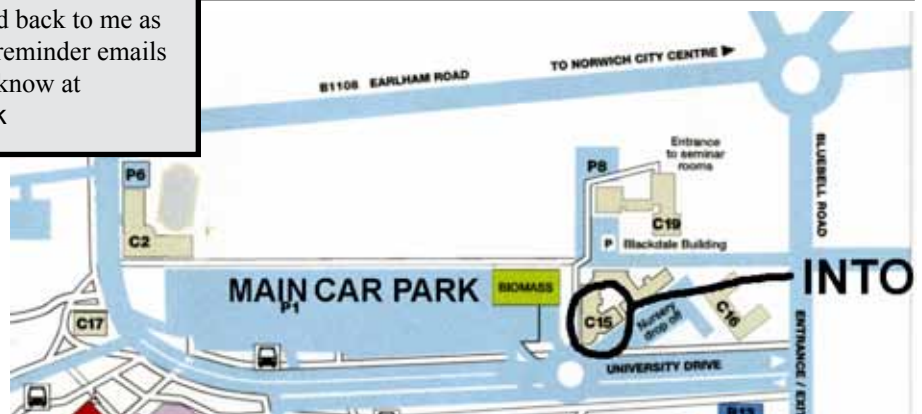 d back to me as
reminder emails
know at
k
B1108 EARLHAM ROAD
TO NORWICH CITY CENTRE
BLUEBELL ROAD
Entrance
to seminar
rooms
P6
P8
C2
C19
P
Blackdale Building
MAIN CAR PARK
P1
BIOMASS
INTO
C17
C15
Nursery
drop off
C16
UNIVERSITY DRIVE
ENTRANCE / EXI
P12